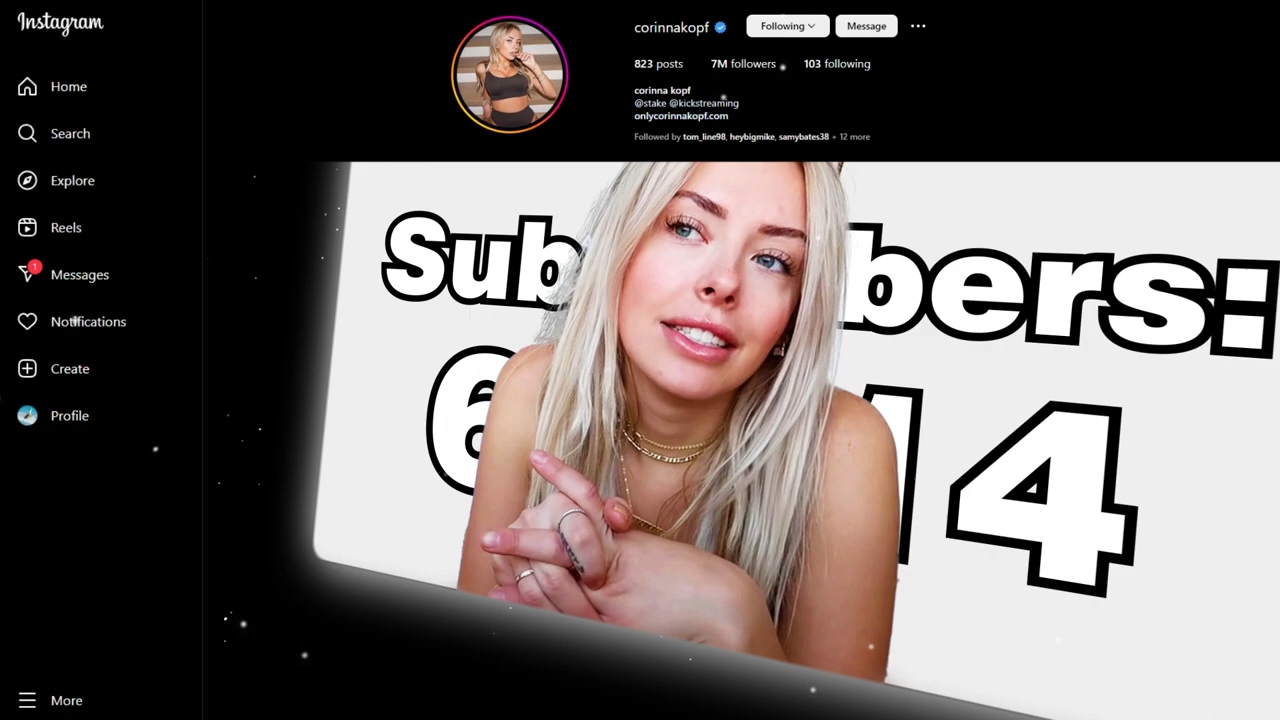 Instagram
corinnakopf
Following
Message
823 posts
7M followers
103 following
corinna kopf
@stake @kickstreaming
onlycorinnakopf.com
Followed by tom_line98, heybigmike, samybates38 + 12 more
Home
Search
Explore
Reels
1
Messages
Notifications
Create
Profile
More
Sub bers:
6 4